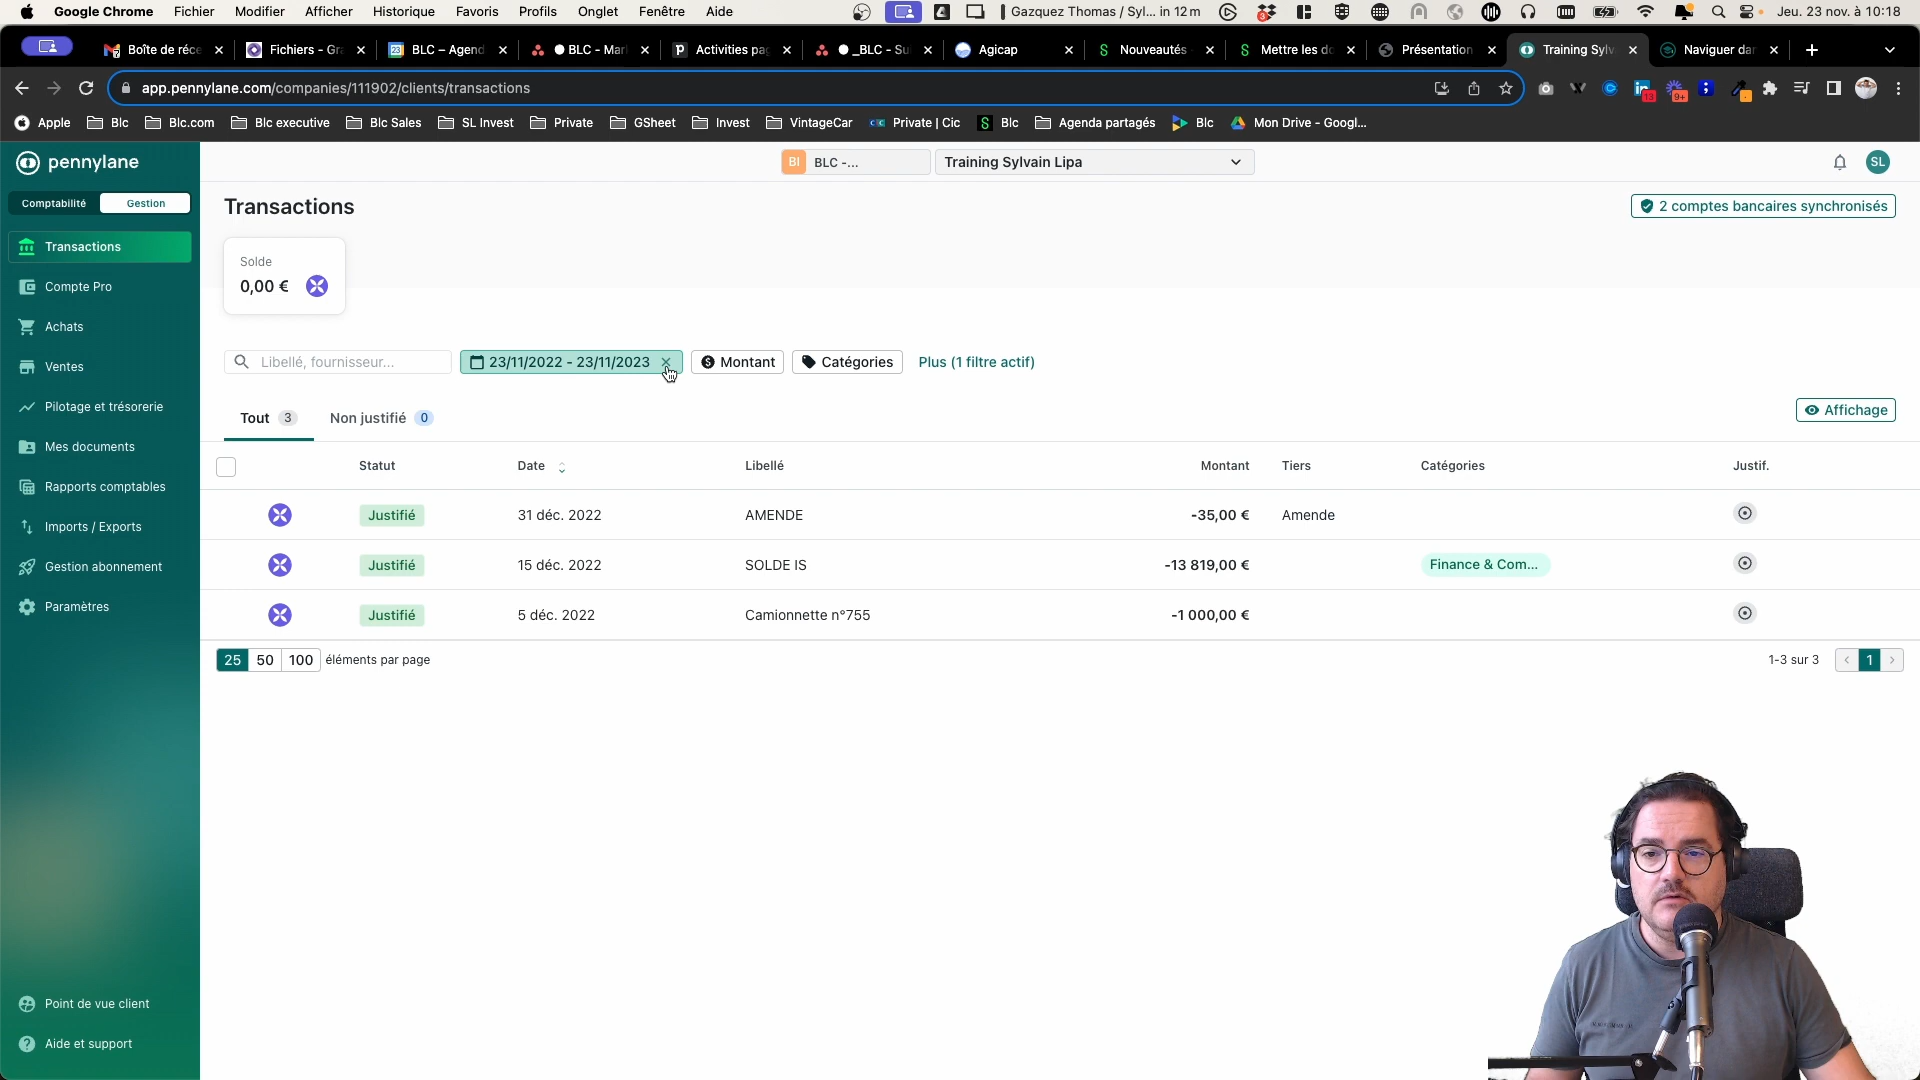 Google Chrome Fichier Modifier Afficher Historique Favoris Profils Onglet Fenêtre Aide
Gazquez Thomas / Syl... in 12 m
Jeu. 23 nov. à 10:18
Boîte de réce
Fichiers - Gra
BLC – Agend
BLC - Mar
Activities pag
_BLC - Su
Agicap
Nouveautés
Mettre les do
Présentation
Training Sylv
Naviguer dan
app.pennylane.com/companies/111902/clients/transactions
Apple Blc Blc.com Blc executive Blc Sales SL Invest Private GSheet Invest VintageCar Private | Cic Blc Agenda partagés Blc Mon Drive - Googl...
pennylane
BI BLC -...
Training Sylvain Lipa
SL
Comptabilité Gestion
Transactions
Compte Pro
Achats
Ventes
Pilotage et trésorerie
Mes documents
Rapports comptables
Imports / Exports
Gestion abonnement
Paramètres
Point de vue client
Aide et support
Transactions
2 comptes bancaires synchronisés
Solde
0,00 €
Libellé, fournisseur...
23/11/2022 - 23/11/2023
Montant
Catégories
Plus (1 filtre actif)
Tout 3
Non justifié 0
Affichage
Statut Date Libellé Montant Tiers Catégories Justif.
Justifié 31 déc. 2022 AMENDE -35,00 € Amende
Justifié 15 déc. 2022 SOLDE IS -13 819,00 € Finance & Com...
Justifié 5 déc. 2022 Camionnette n°755 -1 000,00 €
25 50 100 éléments par page
1-3 sur 3
1